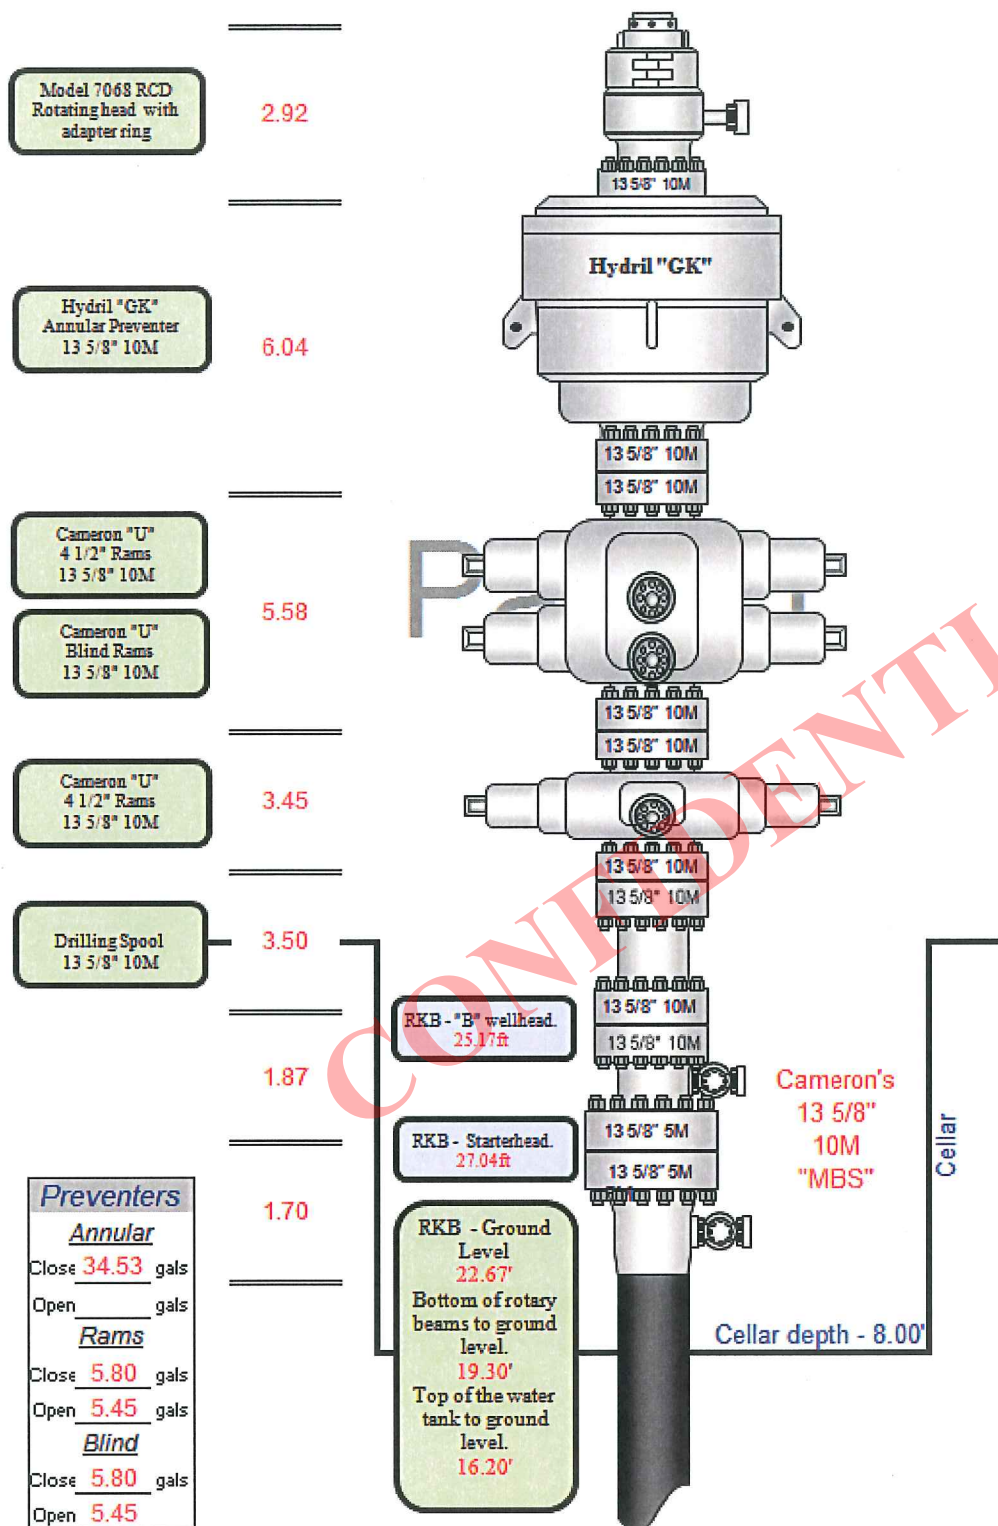 Model 7068 RCD
Rotating head with
adapter ring
2.92
13 5/8" 10M
Hydril "GK"
Hydril "GK"
Annular Preventer
13 5/8" 10M
6.04
13 5/8" 10M
13 5/8" 10M
Cameron "U"
4 1/2" Rams
13 5/8" 10M
Cameron "U"
Blind Rams
13 5/8" 10M
5.58
13 5/8" 10M
13 5/8" 10M
Cameron "U"
4 1/2" Rams
13 5/8" 10M
3.45
13 5/8" 10M
13 5/8" 10M
Drilling Spool
13 5/8" 10M
3.50
RKB - "B" wellhead.
25.17ft
13 5/8" 10M
13 5/8" 10M
1.87
Cameron's
13 5/8"
10M
"MBS"
Cellar
RKB - Starterhead.
27.04ft
13 5/8" 5M
13 5/8" 5M
1.70
RKB - Ground
Level
22.67'
Bottom of rotary
beams to ground
level.
19.30'
Top of the water
tank to ground
level.
16.20'
Cellar depth - 8.00'
Preventers
Annular
Close 34.53 gals
Open gals
Rams
Close 5.80 gals
Open 5.45 gals
Blind
Close 5.80 gals
Open 5.45
CONFIDENTI